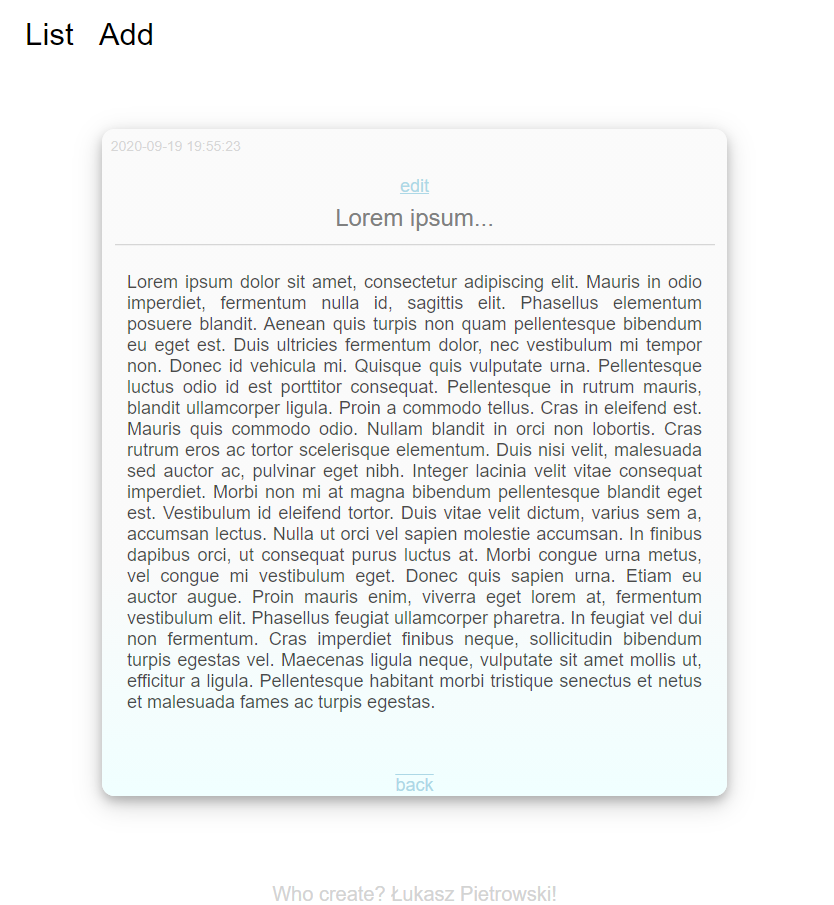 List Add
2020-09-19 19:55:23
edit
Lorem ipsum...
Lorem ipsum dolor sit amet, consectetur adipiscing elit. Mauris in odio
imperdiet, fermentum nulla id, sagittis elit. Phasellus elementum
posuere blandit. Aenean quis turpis non quam pellentesque bibendum
eu eget est. Duis ultricies fermentum dolor, nec vestibulum mi tempor
non. Donec id vehicula mi. Quisque quis vulputate urna. Pellentesque
luctus odio id est porttitor consequat. Pellentesque in rutrum mauris,
blandit ullamcorper ligula. Proin a commodo tellus. Cras in eleifend est.
Mauris quis commodo odio. Nullam blandit in orci non lobortis. Cras
rutrum eros ac tortor scelerisque elementum. Duis nisi velit, malesuada
sed auctor ac, pulvinar eget nibh. Integer lacinia velit vitae consequat
imperdiet. Morbi non mi at magna bibendum pellentesque blandit eget
est. Vestibulum id eleifend tortor. Duis vitae velit dictum, varius sem a,
accumsan lectus. Nulla ut orci vel sapien molestie accumsan. In finibus
dapibus orci, ut consequat purus luctus at. Morbi congue urna metus,
vel congue mi vestibulum eget. Donec quis sapien urna. Etiam eu
auctor augue. Proin mauris enim, viverra eget lorem at, fermentum
vestibulum elit. Phasellus feugiat ullamcorper pharetra. In feugiat vel dui
non fermentum. Cras imperdiet finibus neque, sollicitudin bibendum
turpis egestas vel. Maecenas ligula neque, vulputate sit amet mollis ut,
efficitur a ligula. Pellentesque habitant morbi tristique senectus et netus
et malesuada fames ac turpis egestas.
back
Who create? Łukasz Pietrowski!